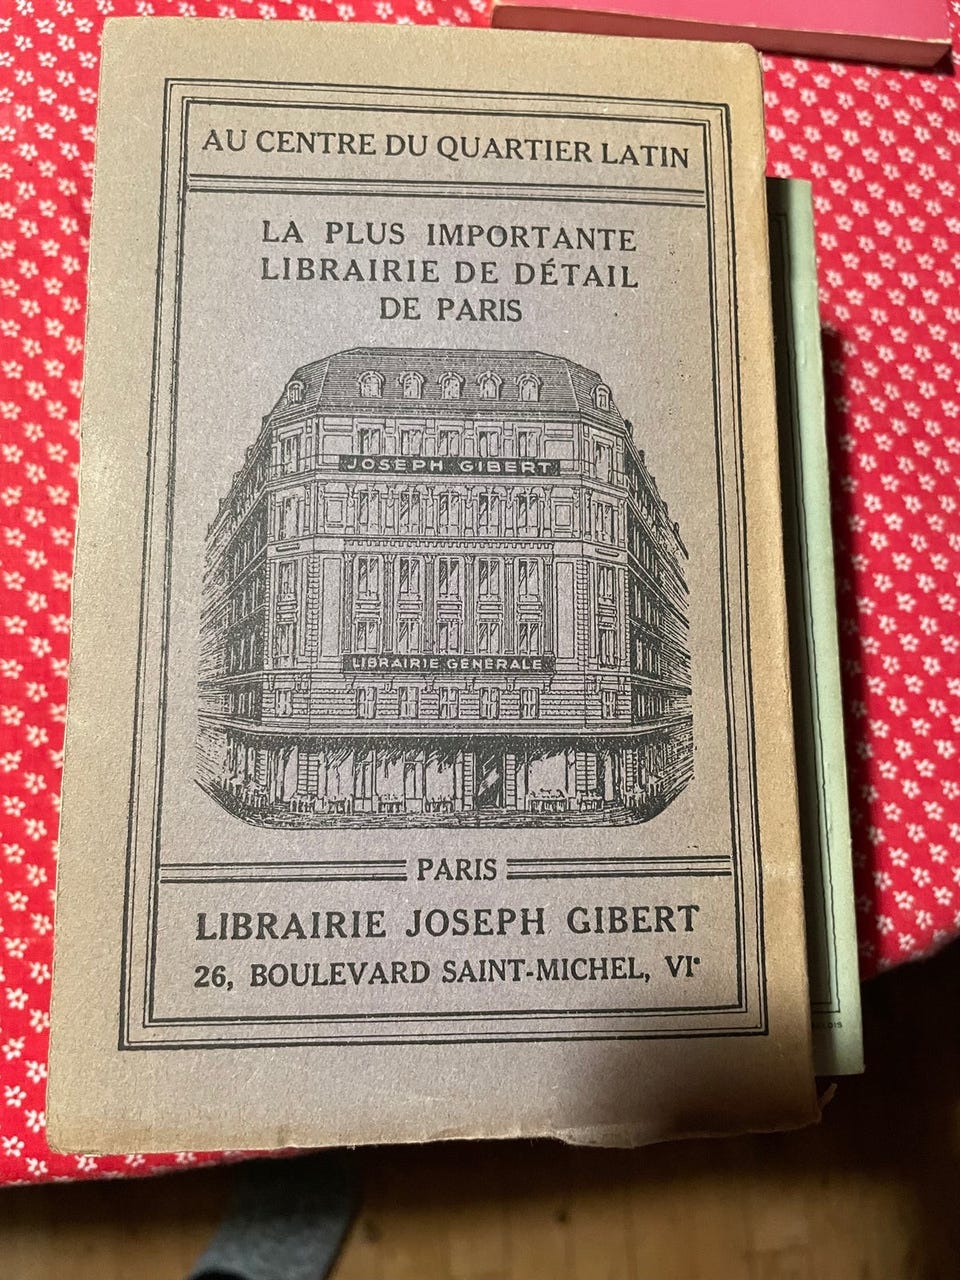 AU CENTRE DU QUARTIER LATIN
LA PLUS IMPORTANTE
LIBRAIRIE DE DÉTAIL
DE PARIS
JOSEPH GIBERT
LIBRAIRIE GÉNÉRALE
PARIS
LIBRAIRIE JOSEPH GIBERT
26, BOULEVARD SAINT-MICHEL, VIᵉ